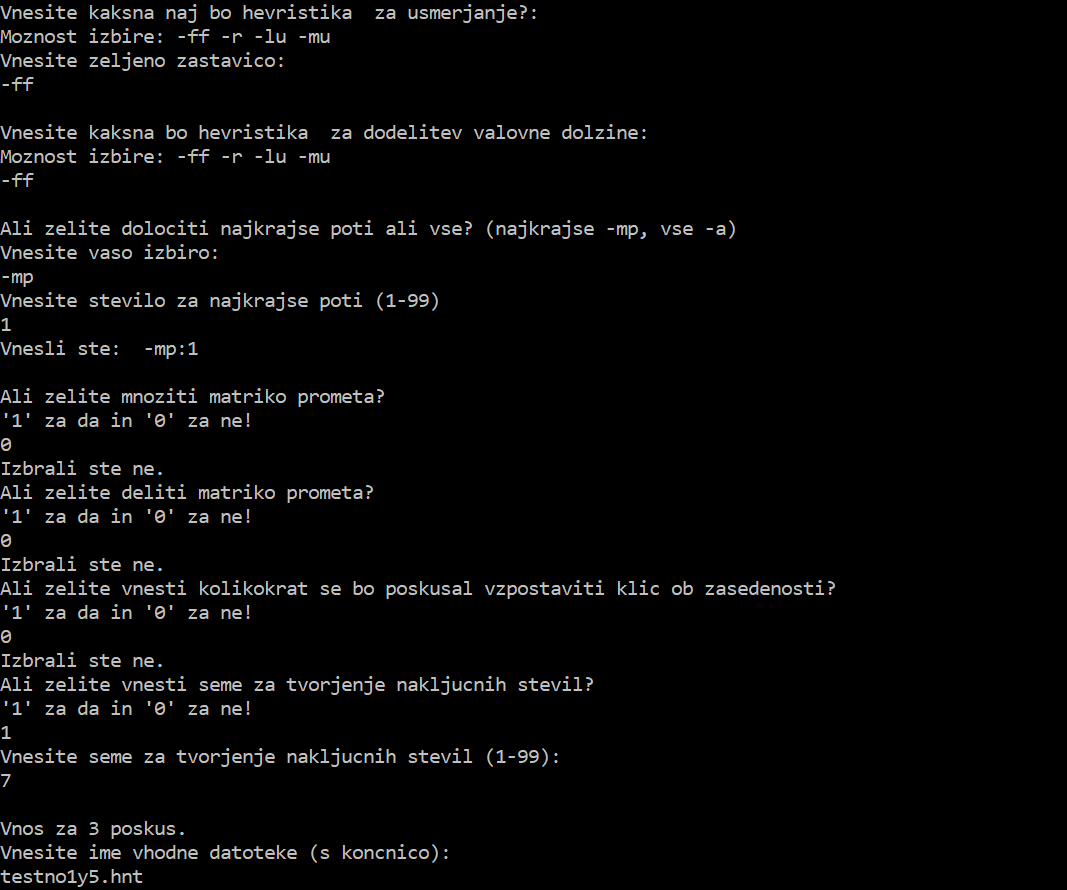 Vnesite kaksna naj bo hevristika  za usmerjanje?:
Moznost izbire: -ff -r -lu -mu
Vnesite zeljeno zastavico:
-ff
Vnesite kaksna bo hevristika  za dodelitev valovne dolzine:
Moznost izbire: -ff -r -lu -mu
-ff
Ali zelite dolociti najkrajse poti ali vse? (najkrajse -mp, vse -a)
Vnesite vaso izbiro:
-mp
Vnesite stevilo za najkrajse poti (1-99)
1
Vnesli ste:  -mp:1
Ali zelite mnoziti matriko prometa?
'1' za da in '0' za ne!
0
Izbrali ste ne.
Ali zelite deliti matriko prometa?
'1' za da in '0' za ne!
0
Izbrali ste ne.
Ali zelite vnesti kolikokrat se bo poskusal vzpostaviti klic ob zasedenosti?
'1' za da in '0' za ne!
0
Izbrali ste ne.
Ali zelite vnesti seme za tvorjenje nakljucnih stevil?
'1' za da in '0' za ne!
1
Vnesite seme za tvorjenje nakljucnih stevil (1-99):
7
Vnos za 3 poskus.
Vnesite ime vhodne datoteke (s koncnico):
testno1y5.hnt